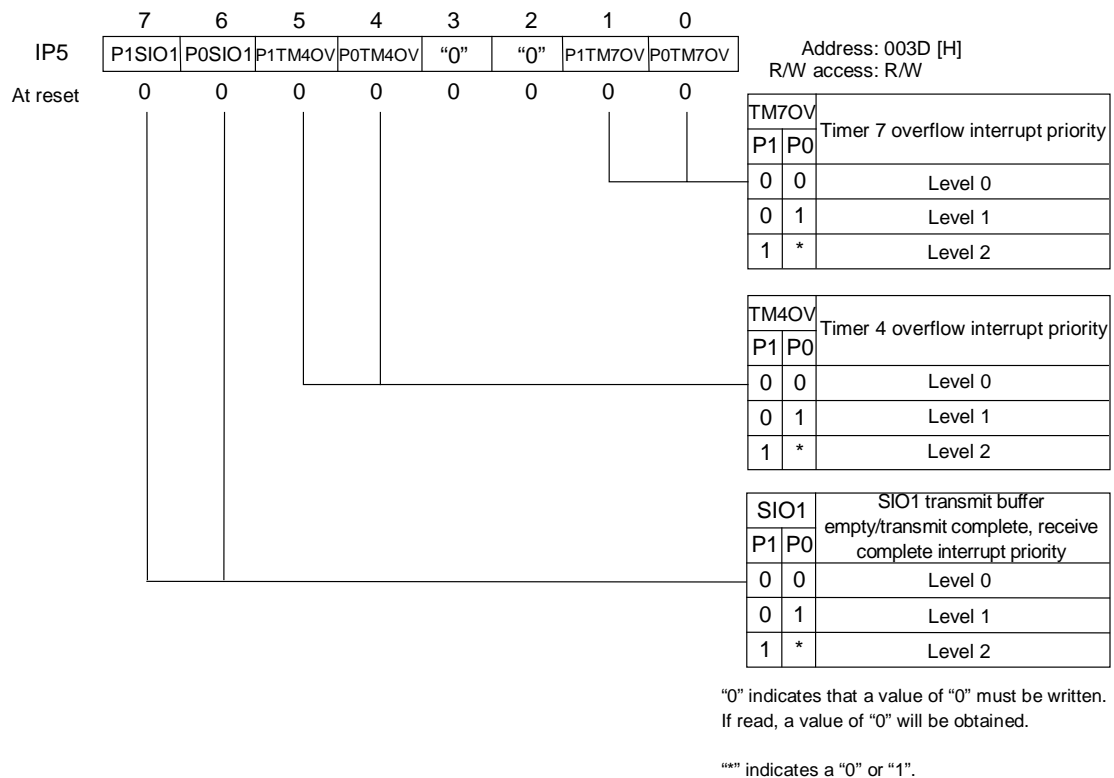 7 6 5 4 3 2 1 0
IP5 P1SIO1 P0SIO1 P1TM4OV P0TM4OV “0” “0” P1TM7OV P0TM7OV
Address: 003D [H]
R/W access: R/W
At reset 0 0 0 0 0 0 0 0
TM7OV
Timer 7 overflow interrupt priority
P1 P0
0 0 Level 0
0 1 Level 1
1 * Level 2
TM4OV
Timer 4 overflow interrupt priority
P1 P0
0 0 Level 0
0 1 Level 1
1 * Level 2
SIO1
SIO1 transmit buffer
empty/transmit complete, receive
complete interrupt priority
P1 P0
0 0 Level 0
0 1 Level 1
1 * Level 2
“0” indicates that a value of “0” must be written.
If read, a value of “0” will be obtained.
“*” indicates a “0” or “1”.